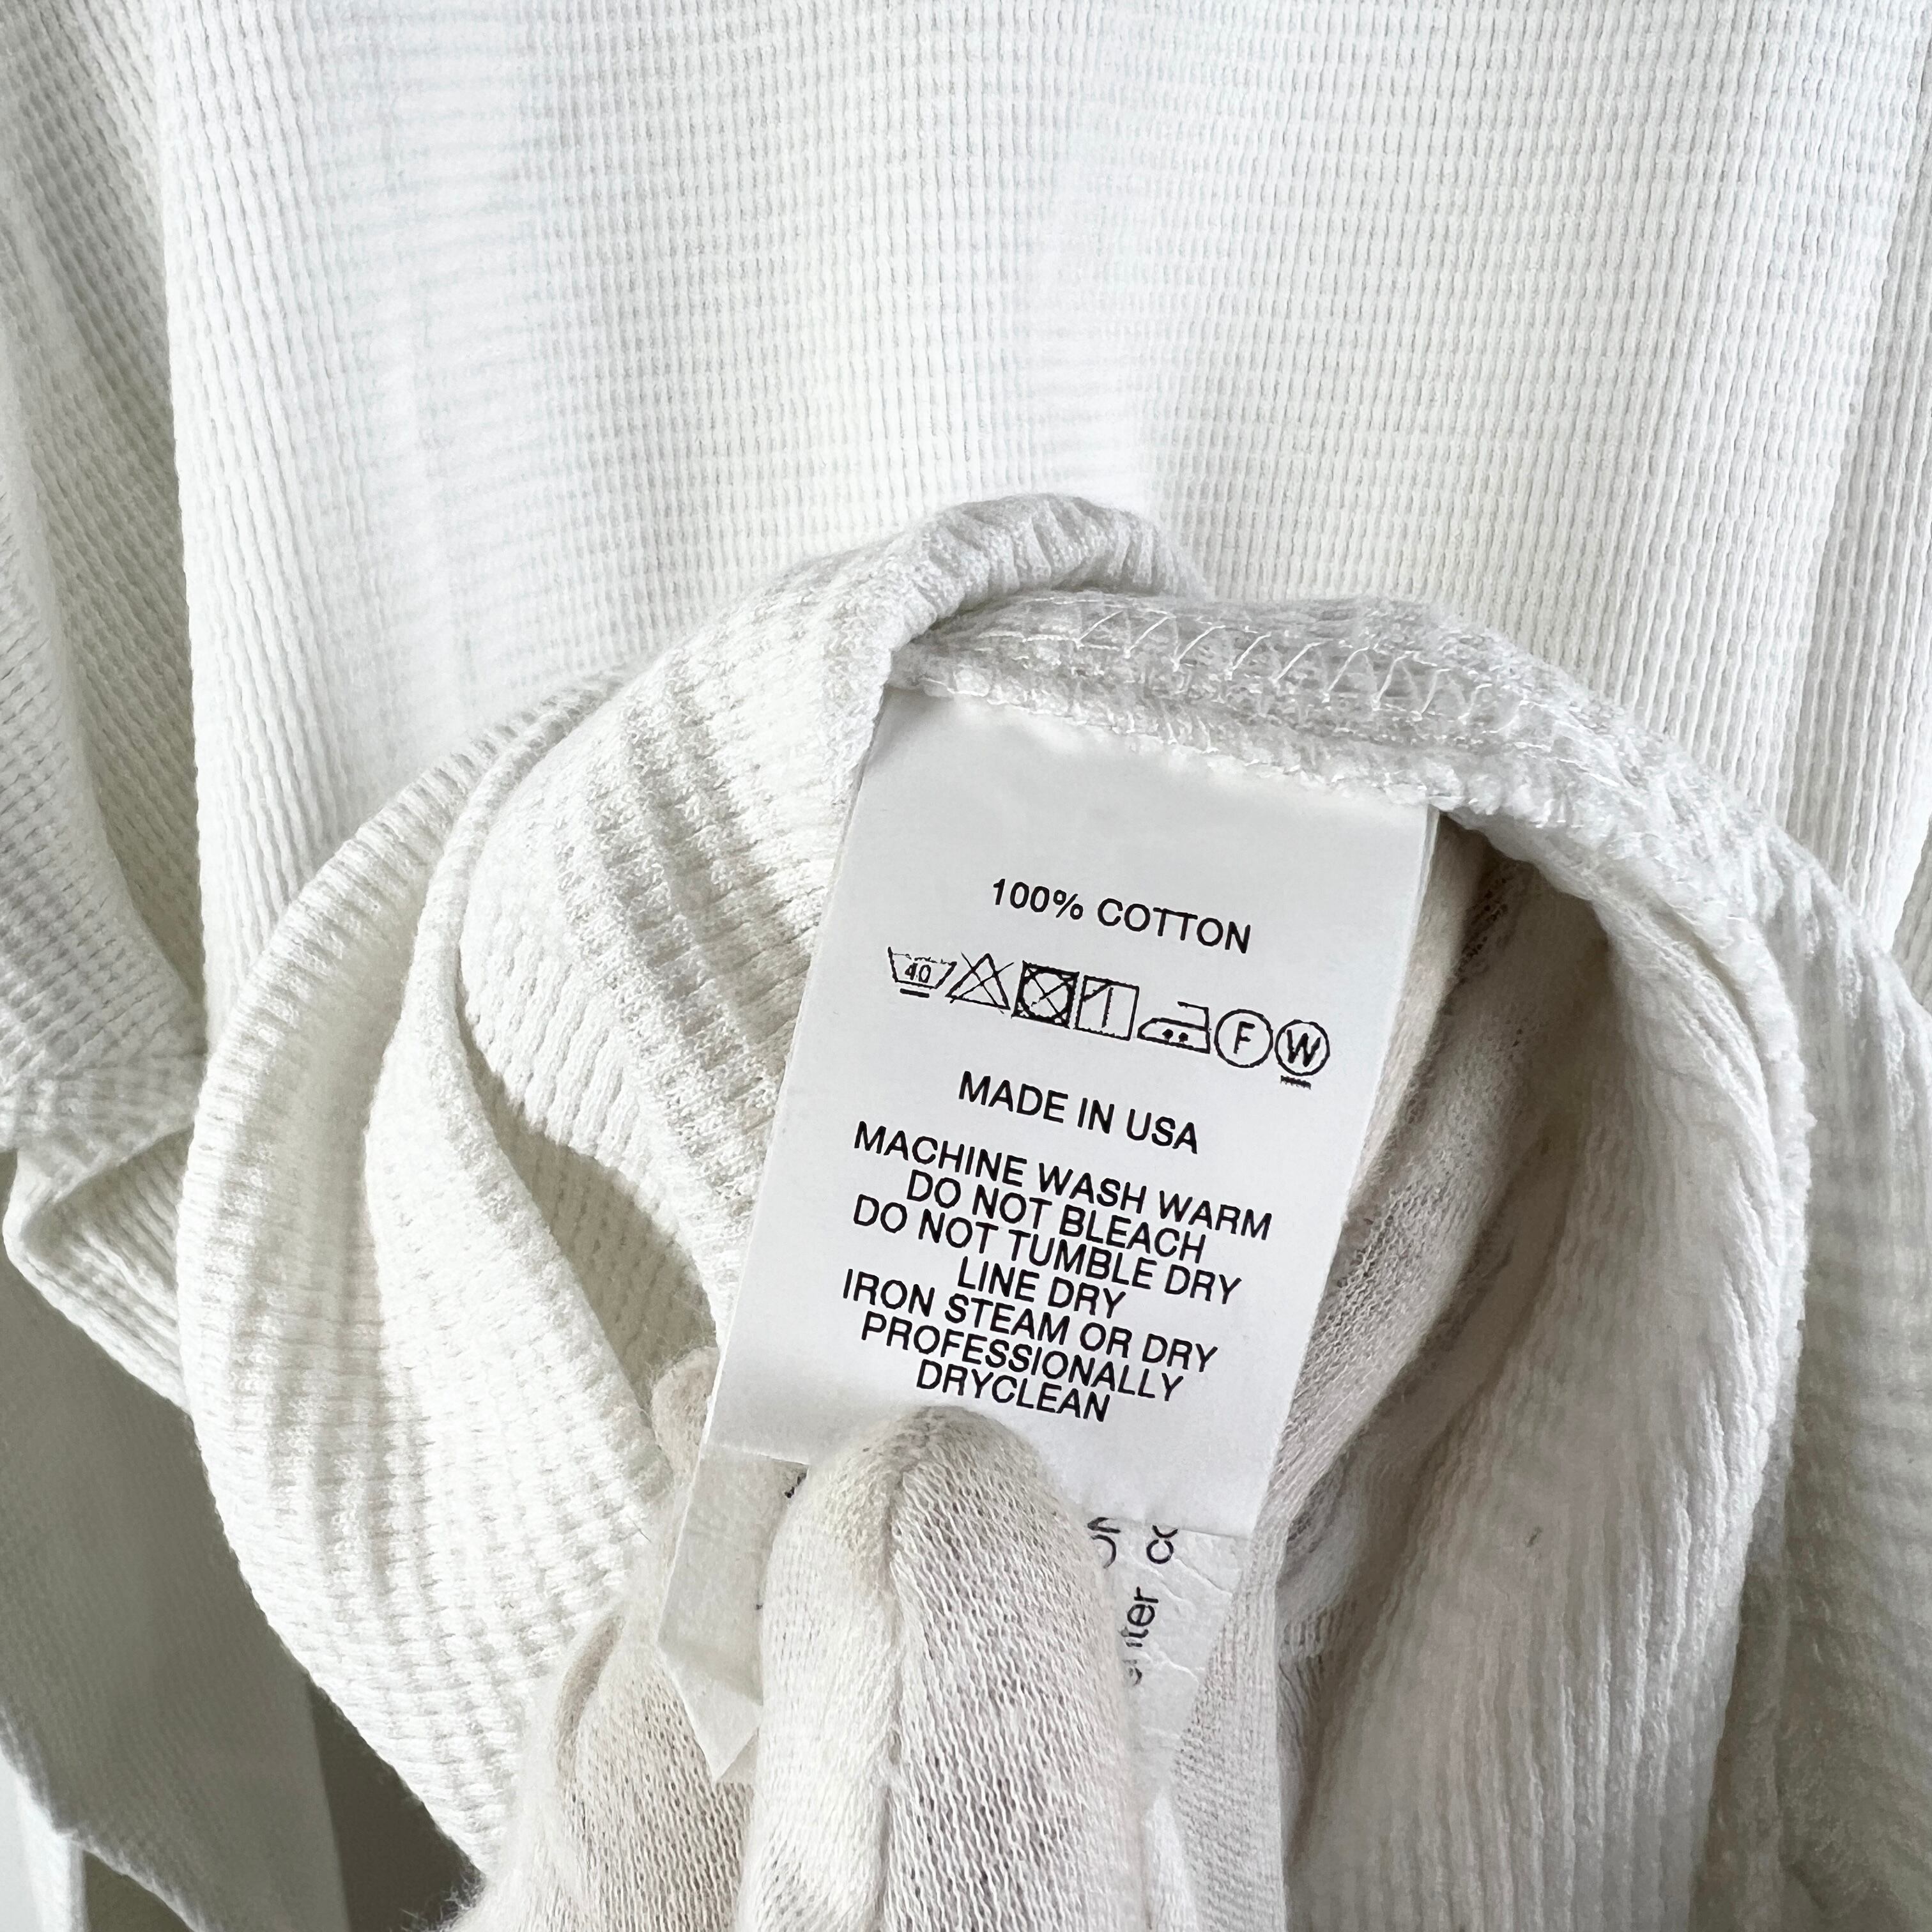 100% COTTON
40 F W
MADE IN USA
MACHINE WASH WARM
DO NOT BLEACH
DO NOT TUMBLE DRY
LINE DRY
IRON STEAM OR DRY
PROFESSIONALLY
DRYCLEAN